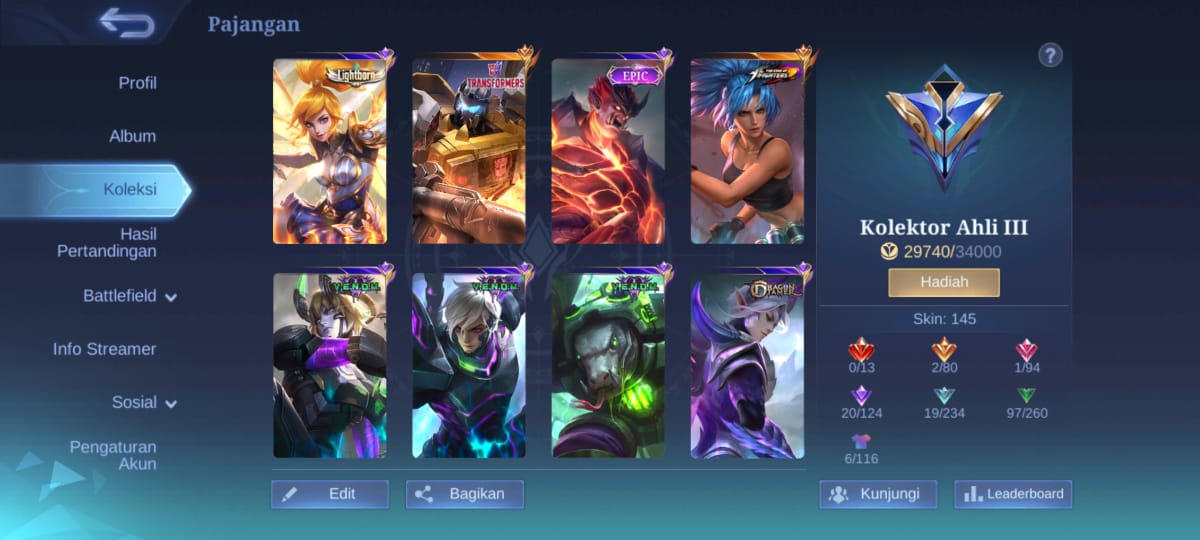 Pajangan
Profil
Album
Koleksi
Hasil
Pertandingan
Battlefield
Info Streamer
Sosial
Pengaturan
Akun
Lightborn
TRANSFORMERS
EPIC
THE KING OF
FIGHTERS
V.E.N.O.M.
V.E.N.O.M.
V.E.N.O.M.
DRAGON
TAMER
Edit
Bagikan
?
Kolektor Ahli III
29740/34000
Hadiah
Skin: 145
0/13
2/80
1/94
20/124
19/234
97/260
6/116
Kunjungi
Leaderboard